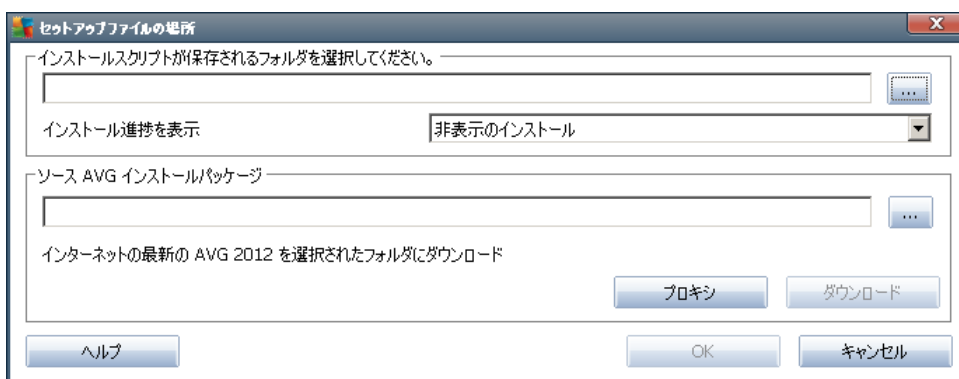 セットアップファイルの場所
インストールスクリプトが保存されるフォルダを選択してください。
...
インストール進捗を表示 非表示のインストール
ソース AVG インストールパッケージ
...
インターネットの最新の AVG 2012 を選択されたフォルダにダウンロード
プロキシ ダウンロード
ヘルプ OK キャンセル